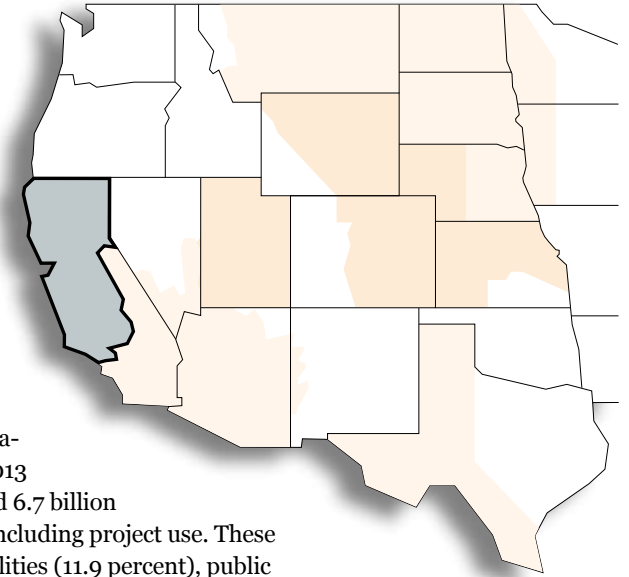 a-
013
d 6.7 billion
ncluding project use. These
lities (11.9 percent), public